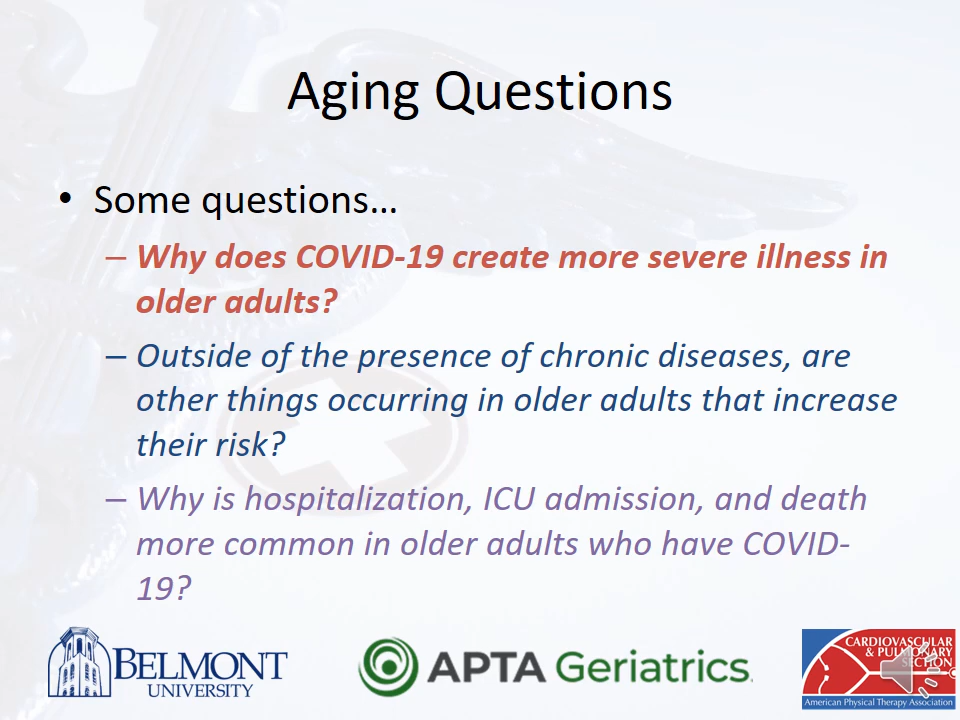 Aging Questions
• Some questions…
– Why does COVID-19 create more severe illness in
older adults?
– Outside of the presence of chronic diseases, are
other things occurring in older adults that increase
their risk?
– Why is hospitalization, ICU admission, and death
more common in older adults who have COVID-
19?
BELMONT
UNIVERSITY
APTA Geriatrics
CARDIOVASCULAR
& PULMONARY
SECTION
American Physical Therapy Association